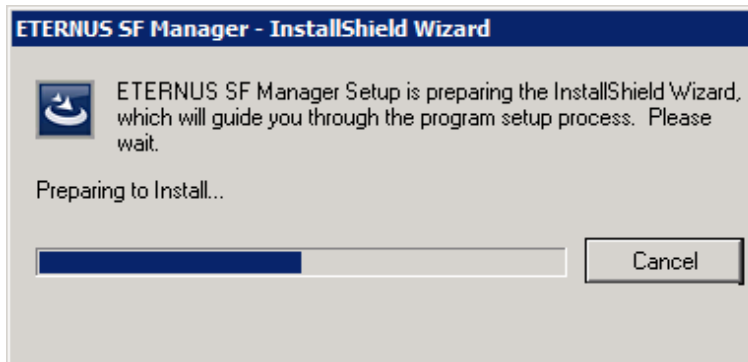 ETERNUS SF Manager - InstallShield Wizard
ETERNUS SF Manager Setup is preparing the InstallShield Wizard,
which will guide you through the program setup process. Please
wait.
Preparing to Install...
Cancel